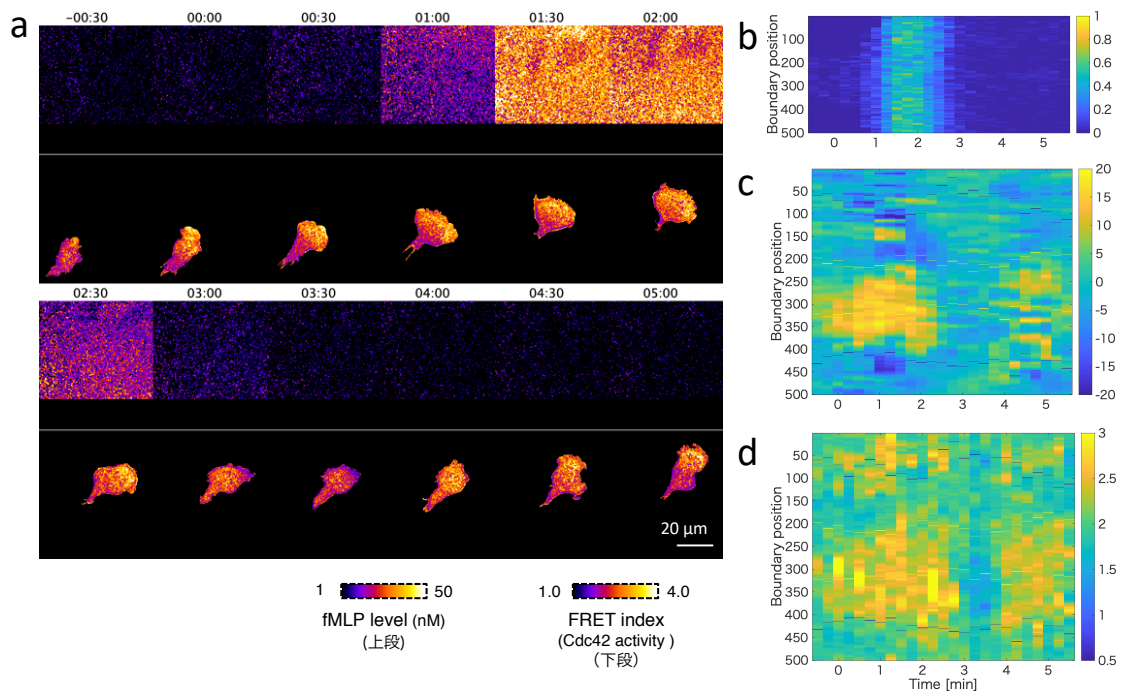 a
-00:30 00:00 00:30 01:00 01:30 02:00
02:30 03:00 03:30 04:00 04:30 05:00
20 μm
1 50
fMLP level (nM)
(上段)
1.0 4.0
FRET index
(Cdc42 activity )
（下段）
b
Boundary position
100
200
300
400
500
0 1 2 3 4 5
1
0.8
0.6
0.4
0.2
0
c
Boundary position
50
100
150
200
250
300
350
400
450
500
0 1 2 3 4 5
20
15
10
5
0
-5
-10
-15
-20
d
Boundary position
50
100
150
200
250
300
350
400
450
500
0 1 2 3 4 5
Time [min]
3
2.5
2
1.5
1
0.5